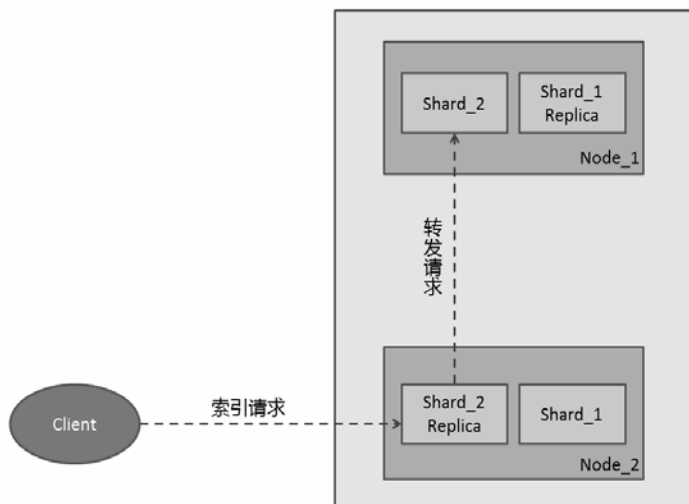 Shard_2
Shard_1
Replica
Node_1
转发请求
索引请求
Client
Shard_2
Replica
Shard_1
Node_2